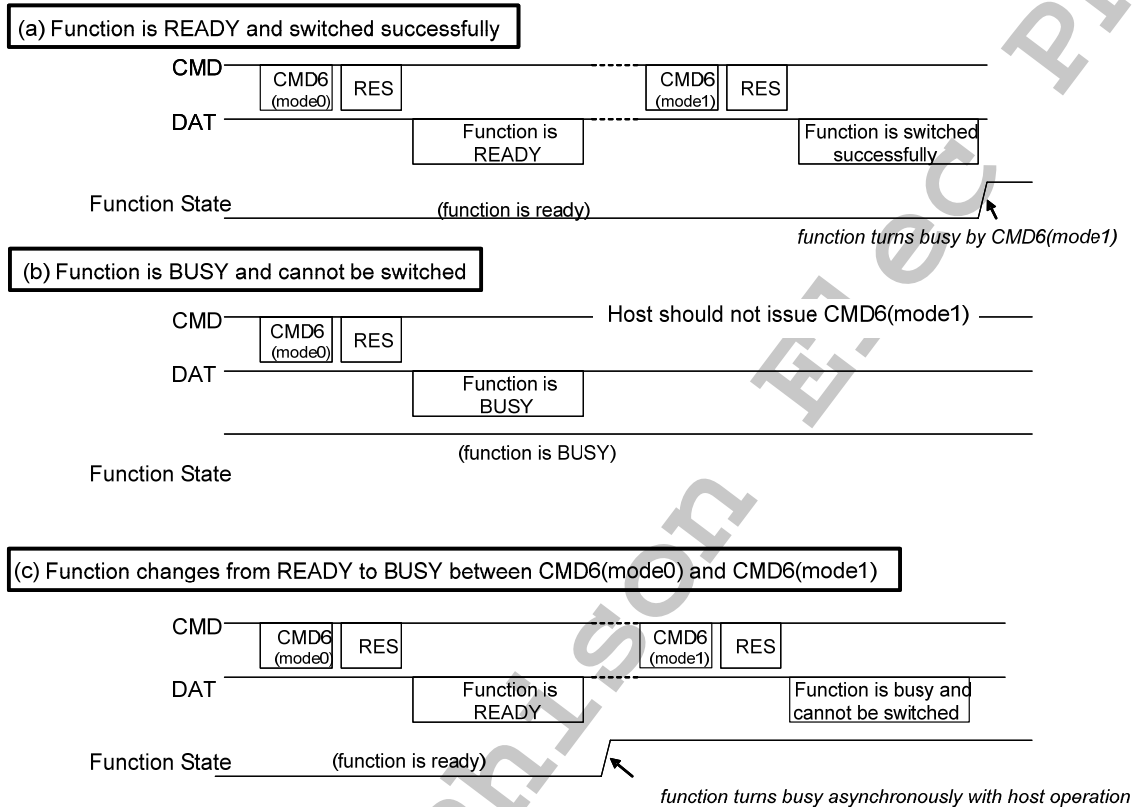 (a) Function is READY and switched successfully
CMD
CMD6
(mode0)
RES
CMD6
(mode1)
RES
DAT
Function is
READY
Function is switched
successfully
Function State
(function is ready)
function turns busy by CMD6(mode1)
(b) Function is BUSY and cannot be switched
CMD
CMD6
(mode0)
RES
Host should not issue CMD6(mode1)
DAT
Function is
BUSY
(function is BUSY)
Function State
(c) Function changes from READY to BUSY between CMD6(mode0) and CMD6(mode1)
CMD
CMD6
(mode0)
RES
CMD6
(mode1)
RES
DAT
Function is
READY
Function is busy and
cannot be switched
Function State
(function is ready)
function turns busy asynchronously with host operation